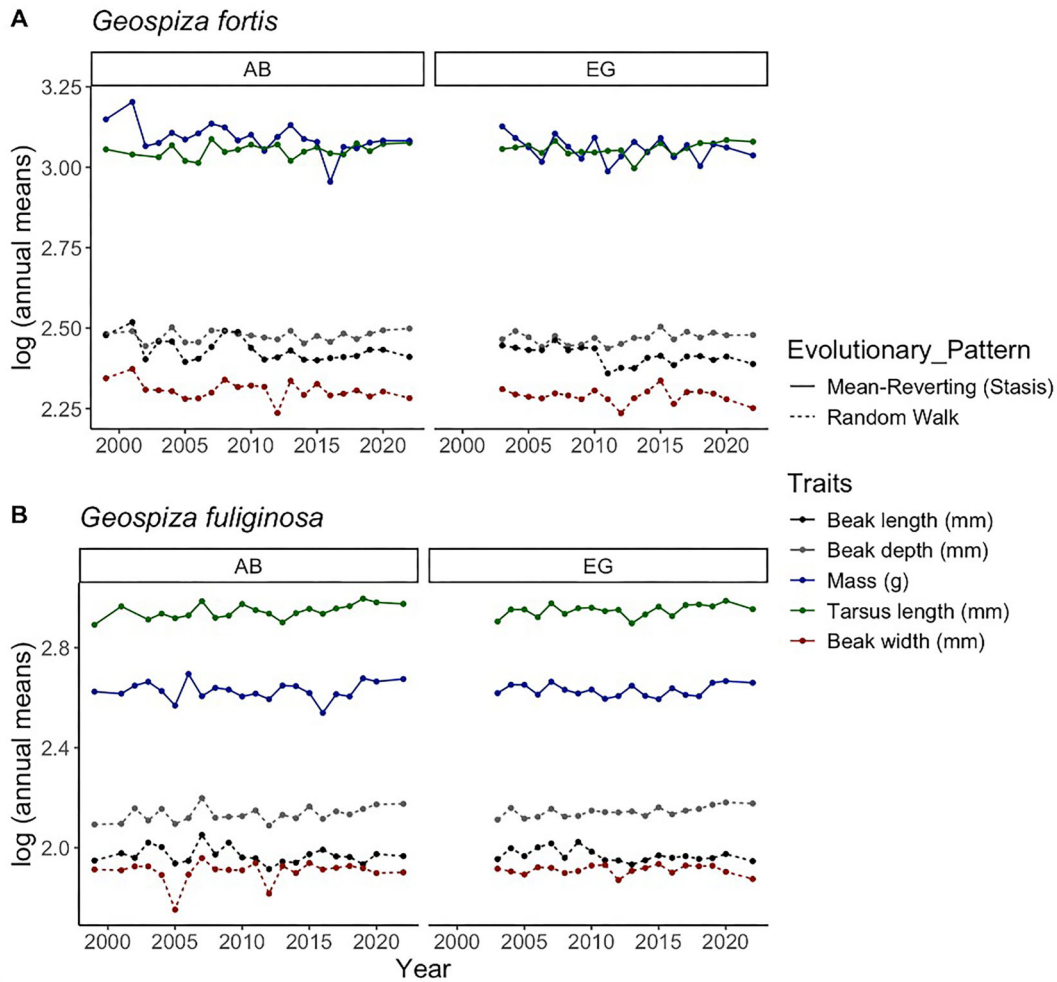 A
Geospiza fortis
AB
EG
3.25
3.00
2.75
2.50
2.25
log (annual means)
2000 2005 2010 2015 2020
2000 2005 2010 2015 2020
B
Geospiza fuliginosa
AB
EG
2.8
2.4
2.0
log (annual means)
2000 2005 2010 2015 2020
2000 2005 2010 2015 2020
Year
Evolutionary_Pattern
Mean-Reverting (Stasis)
Random Walk
Traits
Beak length (mm)
Beak depth (mm)
Mass (g)
Tarsus length (mm)
Beak width (mm)